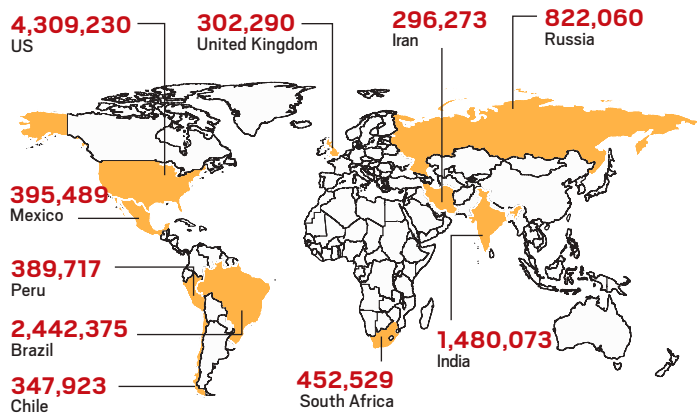 4,309,230
US
302,290
United Kingdom
296,273
Iran
822,060
Russia
395,489
Mexico
389,717
Peru
2,442,375
Brazil
347,923
Chile
452,529
South Africa
1,480,073
India